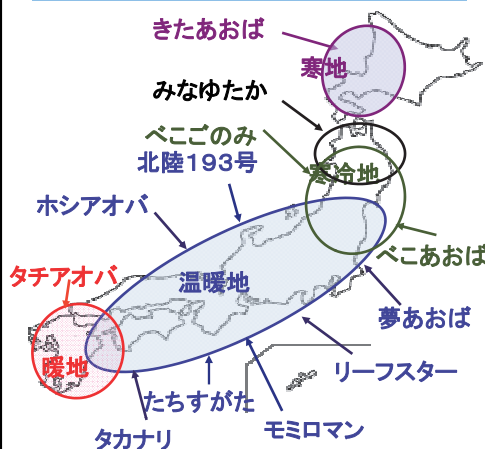 きたあおば
寒地
みなゆたか
べこごのみ
北陸193号
寒冷地
ホシアオバ
べこあおば
タチアオバ
温暖地
夢あおば
暖地
リーフスター
たちすがた
モミロマン
タカナリ